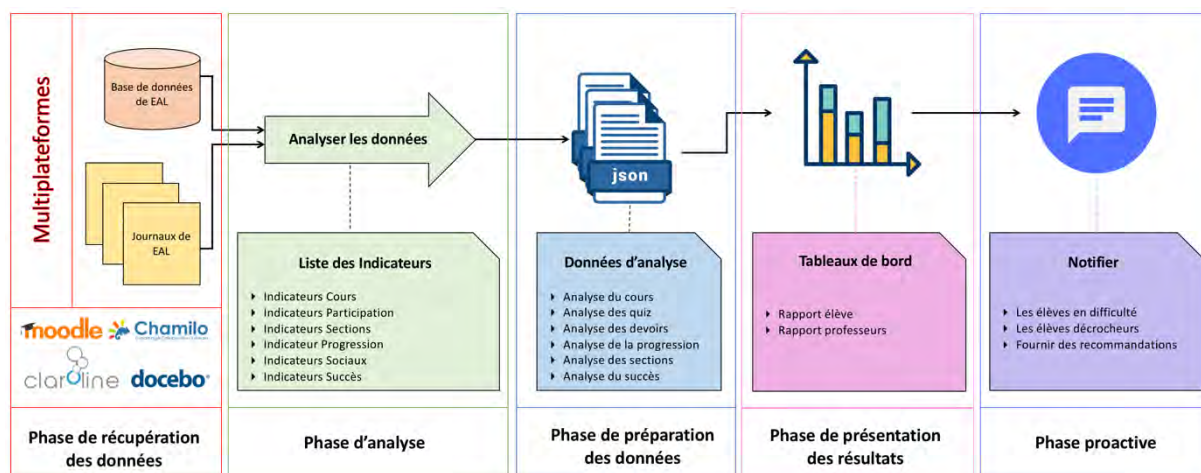 Multiplateformes
Base de données
de EAL
Journaux de
EAL
moodle
Chamilo
claroline
docebo
Phase de récupération
des données
Analyser les données
Liste des Indicateurs
Indicateurs Cours
indicateurs Participation
Indicateurs Sections
Indicateur Progression
Indicateurs Sociaux
Indicateurs Succès
Phase d'analyse
json
Données d'analyse
Analyse du cours
Analyse des quiz
Analyse des devoirs
Analyse de la progression
Analyse des sections
Analyse du succès
Phase de préparation
des données
Tableaux de bord
Rapport élève
Rapport professeurs
Phase de présentation
des résultats
Notifier
Les élèves en difficulté
Les élèves décrocheurs
Fournir des recommandations
Phase proactive